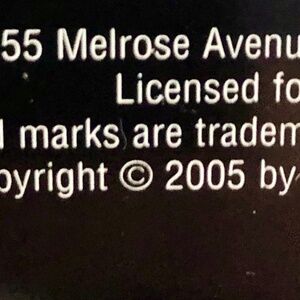 55 Melrose Avenu
Licensed fo
l marks are tradem
pyright © 2005 by